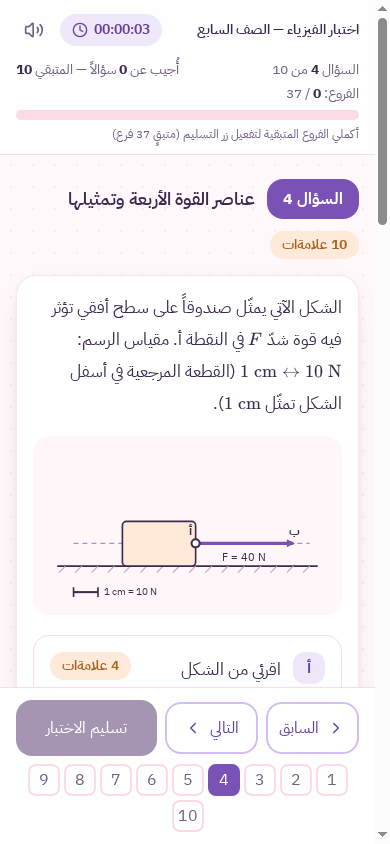 اختبار الفيزياء — الصف السابع
00:00:03
السؤال 4 من 10
أُجيب عن 0 سؤالاً — المتبقي 10
الفروع: 0 / 37
أكملي الفروع المتبقية لتفعيل زر التسليم (متبقٍ 37 فرع)
السؤال 4
عناصر القوة الأربعة وتمثيلها
10 علامةات
الشكل الآتي يمثّل صندوقاً على سطح أفقي تؤثر
فيه قوة شدّ F في النقطة أ. مقياس الرسم:
1 cm ↔ 10 N (القطعة المرجعية في أسفل
الشكل تمثّل 1 cm).
أ
ب
F = 40 N
1 cm = 10 N
أ
اقرئي من الشكل
4 علامةات
السابق
التالي
تسليم الاختبار
1 2 3 4 5 6 7 8 9
10